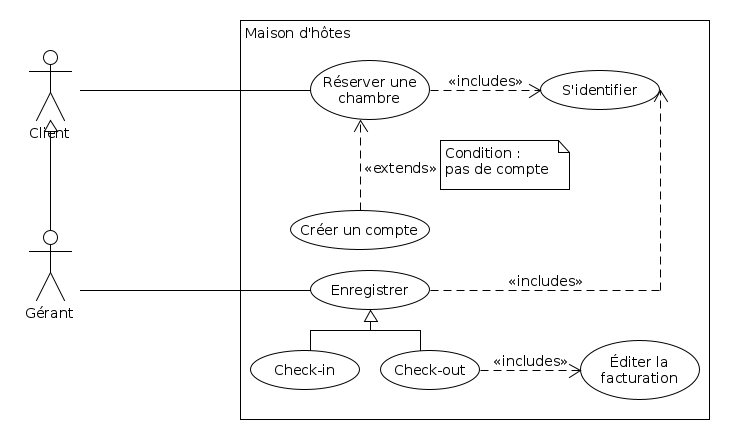 Maison d'hôtes
Réserver une
chambre
«includes»
S'identifier
Client
Condition :
pas de compte
«extends»
Créer un compte
Enregistrer
«includes»
Gérant
Check-in
Check-out
«includes»
Éditer la
facturation